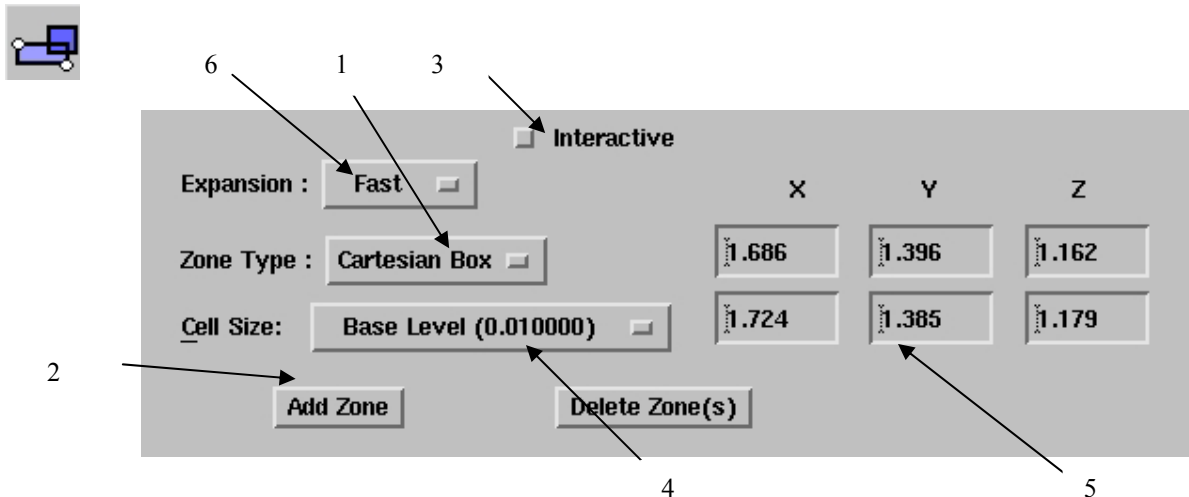 6 1 3
Interactive
Expansion : Fast X Y Z
Zone Type : Cartesian Box 1.686 1.396 1.162
Cell Size: Base Level (0.010000) 1.724 1.385 1.179
2
Add Zone Delete Zone(s)
4 5